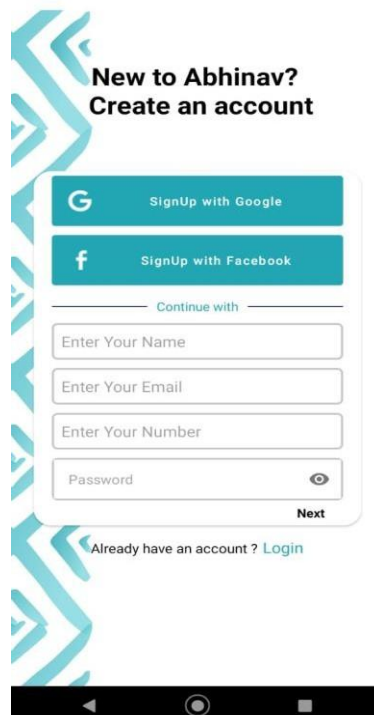 New to Abhinav?
Create an account
G
SignUp with Google
f
SignUp with Facebook
Continue with
Enter Your Name
Enter Your Email
Enter Your Number
Password
Next
Already have an account ? Login